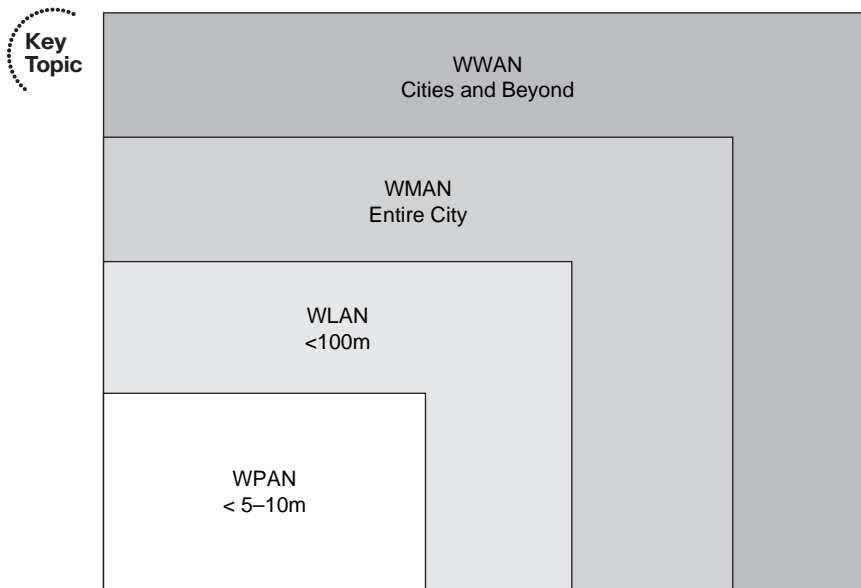 Key
Topic
WWAN
Cities and Beyond
WMAN
Entire City
WLAN
<100m
WPAN
< 5–10m